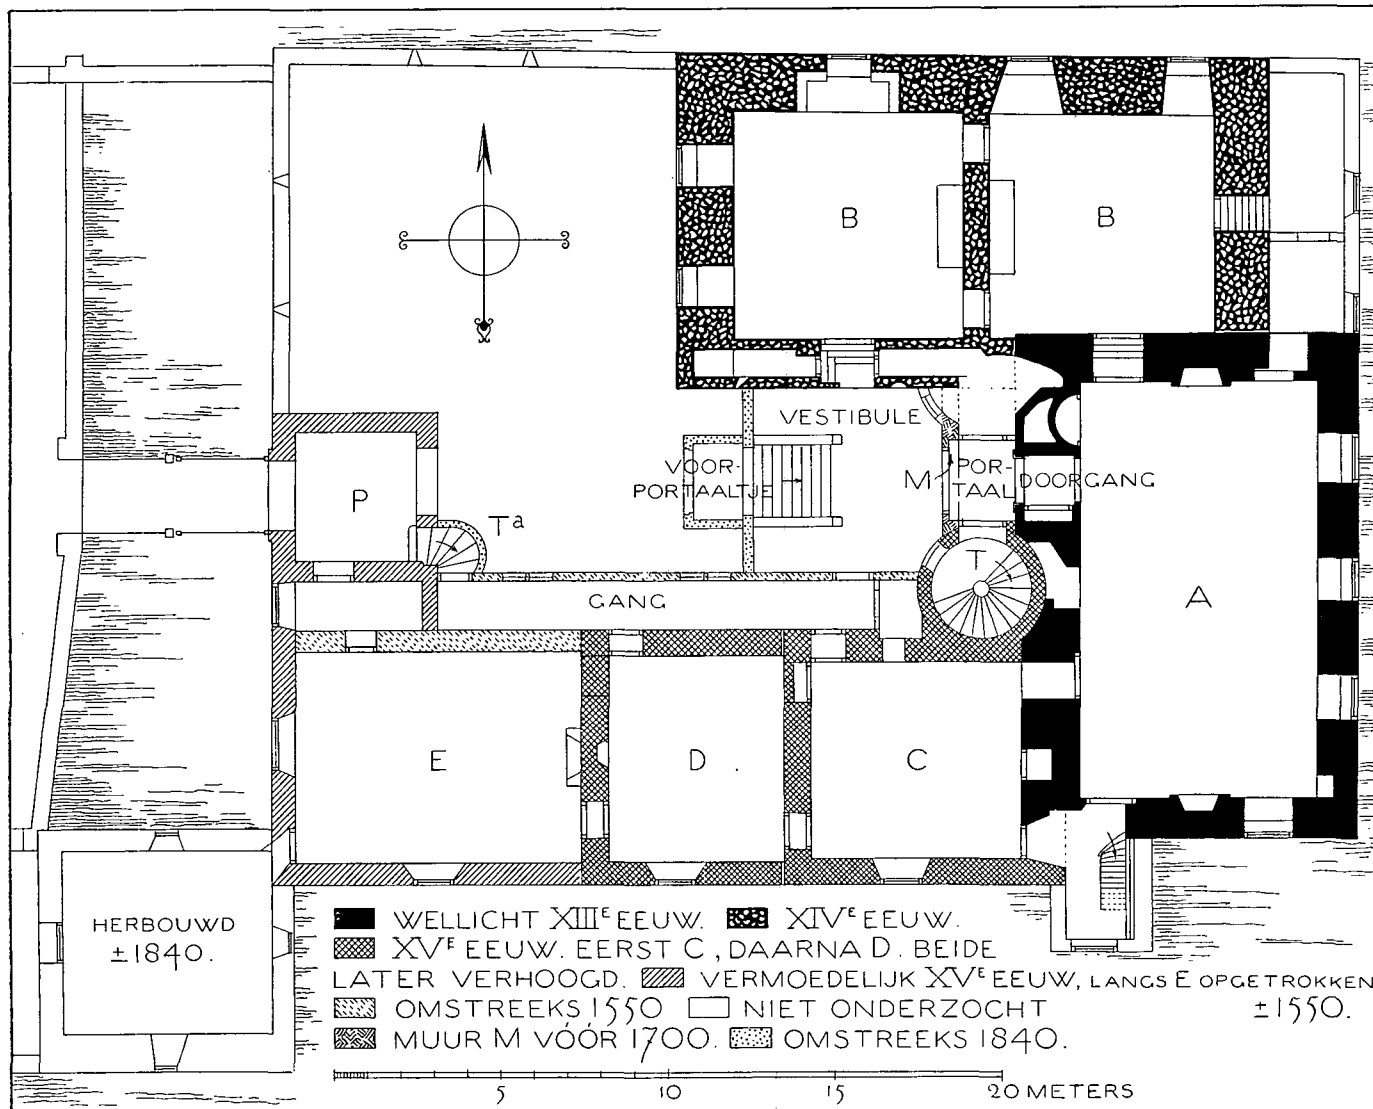 B
B
VESTIBULE
VOOR-
PORTAALTJE
M
POR-
TAAL
DOORGANG
P
Tª
T
A
GANG
E
D.
C
HERBOUWD
±1840.
WELLICHT XIIIᴱ EEUW. XIVᴱ EEUW.
XVᴱ EEUW. EERST C, DAARNA D. BEIDE
LATER VERHOOGD. VERMOEDELIJK XVᴱ EEUW, LANGS E OPGETROKKEN
OMSTREEKS 1550 NIET ONDERZOCHT ±1550.
MUUR M VÓÓR 1700. OMSTREEKS 1840.
5 10 15 20 METERS